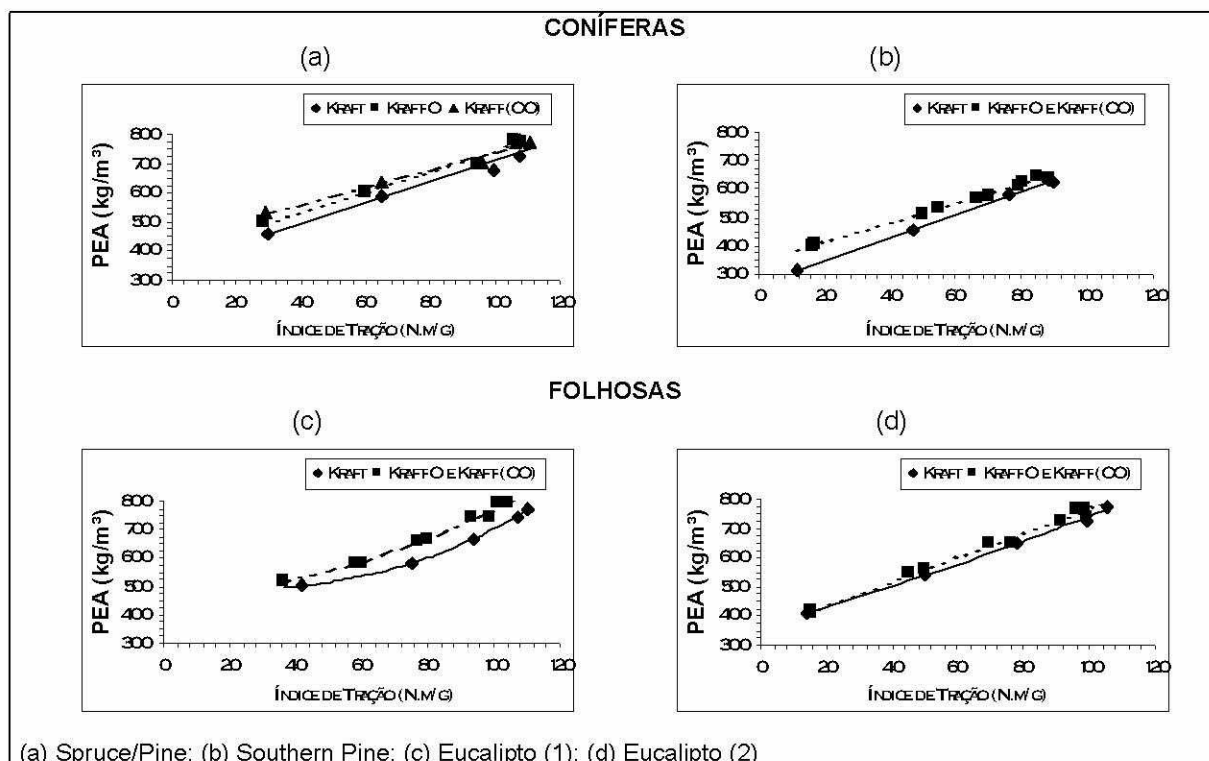 CONÍFERAS
(a)
(b)
KRAFT KRAFT-O KRAFT-(OO)
KRAFT KRAFT-O E KRAFT-(OO)
PEA (kg/m³)
800
700
600
500
400
300
0 20 40 60 80 100 120
ÍNDICE DE TRAÇÃO (N.M/G)
PEA (kg/m³)
800
700
600
500
400
300
0 20 40 60 80 100 120
ÍNDICE DE TRAÇÃO (N.M/G)
FOLHOSAS
(c)
(d)
KRAFT KRAFT-O E KRAFT-(OO)
KRAFT KRAFT-O E KRAFT-(OO)
PEA (kg/m³)
800
700
600
500
400
300
0 20 40 60 80 100 120
ÍNDICE DE TRAÇÃO (N.M/G)
PEA (kg/m³)
800
700
600
500
400
300
0 20 40 60 80 100 120
ÍNDICE DE TRAÇÃO (N.M/G)
(a) Spruce/Pine; (b) Southern Pine; (c) Eucalipto (1); (d) Eucalipto (2)